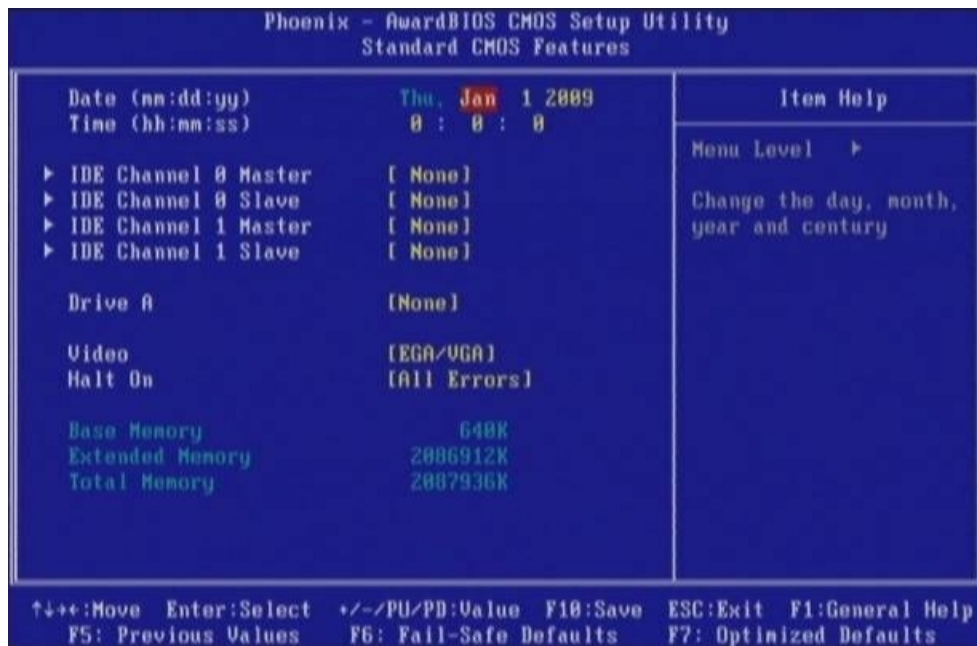 Phoenix - AwardBIOS CMOS Setup Utility
Standard CMOS Features
Date (mm:dd:yy) Thu, Jan 1 2009
Time (hh:mm:ss) 0 : 0 : 0
▶ IDE Channel 0 Master [ None]
▶ IDE Channel 0 Slave [ None]
▶ IDE Channel 1 Master [ None]
▶ IDE Channel 1 Slave [ None]
Drive A [None]
Video [EGA/VGA]
Halt On [All Errors]
Base Memory 640K
Extended Memory 2086912K
Total Memory 2087936K
Item Help
Menu Level ▶
Change the day, month,
year and century
↑↓→←:Move Enter:Select +/-/PU/PD:Value F10:Save ESC:Exit F1:General Help
F5: Previous Values F6: Fail-Safe Defaults F7: Optimized Defaults